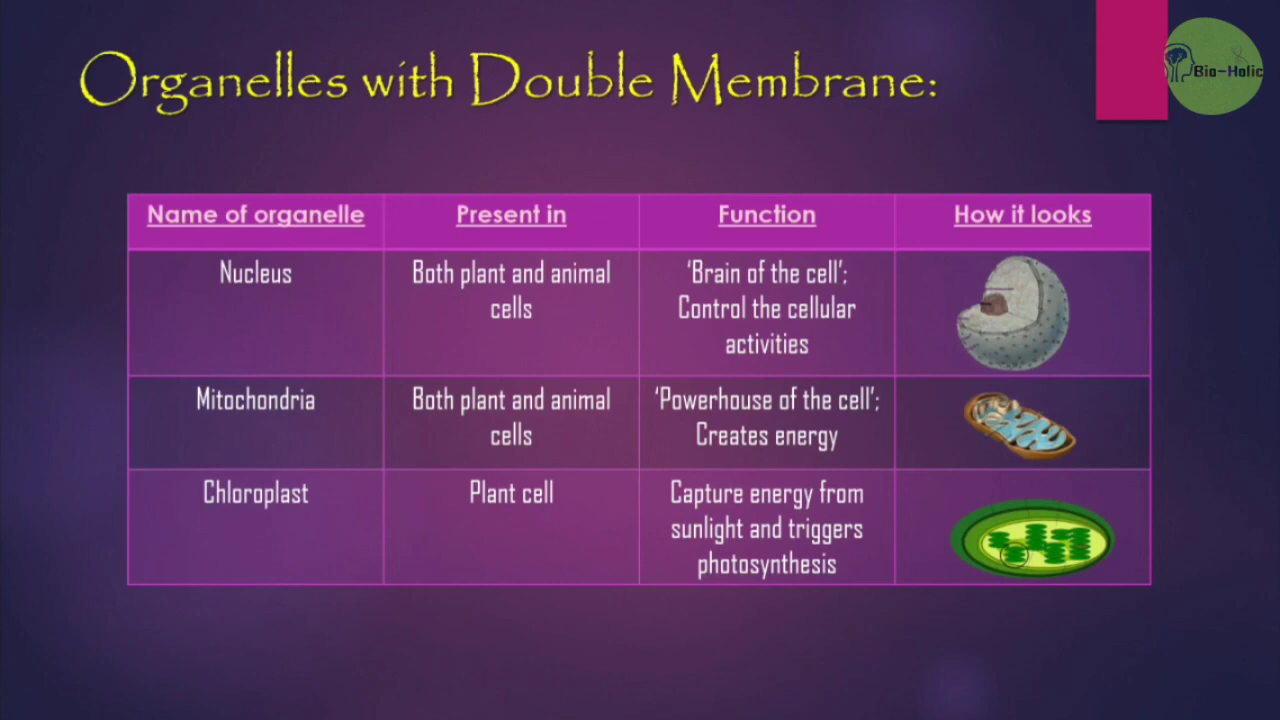 Organelles with Double Membrane:
Bio-Holic
Name of organelle
Present in
Function
How it looks
Nucleus
Both plant and animal
cells
‘Brain of the cell’;
Control the cellular
activities
Mitochondria
Both plant and animal
cells
‘Powerhouse of the cell’;
Creates energy
Chloroplast
Plant cell
Capture energy from
sunlight and triggers
photosynthesis